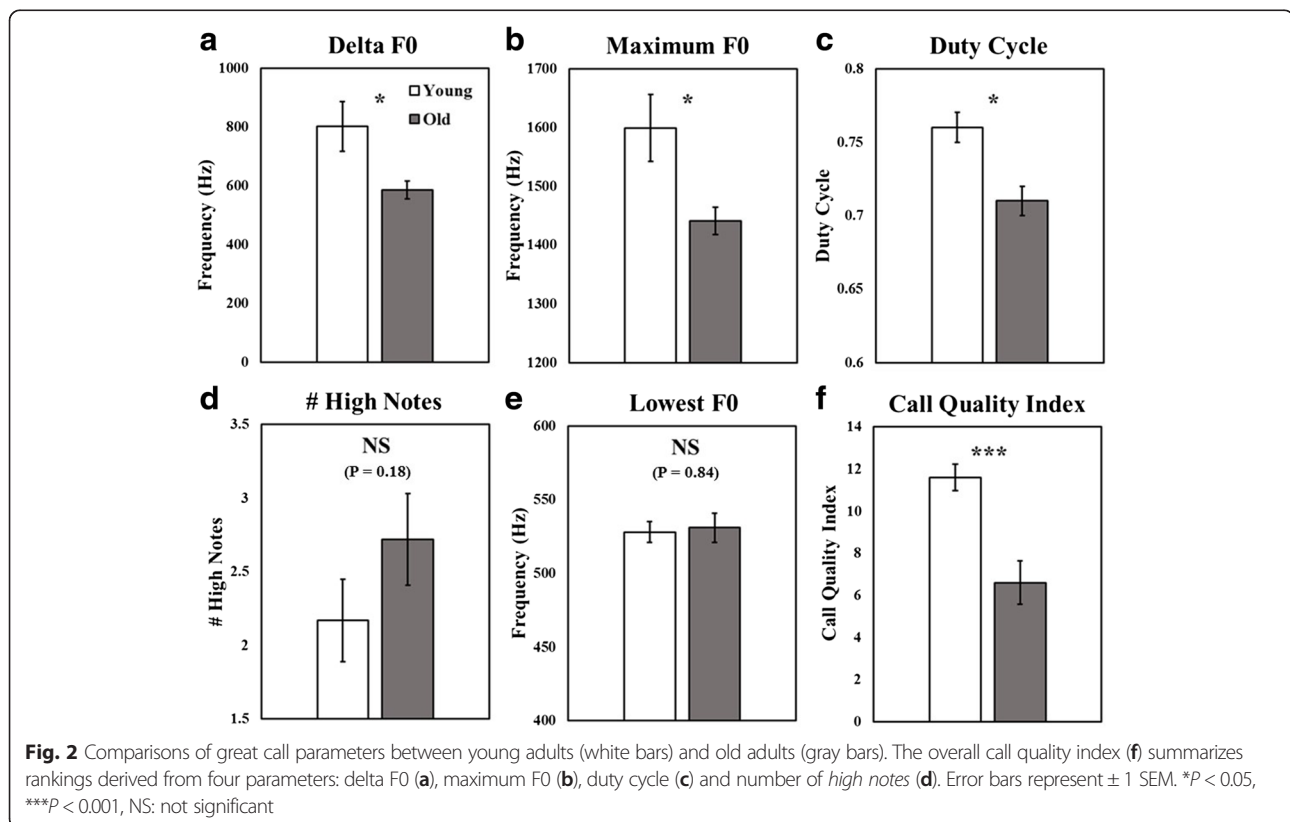 a
Delta F0
1000
800
600
400
200
0
Frequency (Hz)
Young
Old
*
b
Maximum F0
1700
1600
1500
1400
1300
1200
Frequency (Hz)
*
c
Duty Cycle
0.8
0.75
0.7
0.65
0.6
Duty Cycle
*
d
# High Notes
3.5
3
2.5
2
1.5
# High Notes
NS
(P = 0.18)
e
Lowest F0
600
550
500
450
400
Frequency (Hz)
NS
(P = 0.84)
f
Call Quality Index
14
12
10
8
6
4
2
0
Call Quality Index
***
Fig. 2 Comparisons of great call parameters between young adults (white bars) and old adults (gray bars). The overall call quality index (f) summarizes
rankings derived from four parameters: delta F0 (a), maximum F0 (b), duty cycle (c) and number of high notes (d). Error bars represent ± 1 SEM. *P < 0.05,
***P < 0.001, NS: not significant